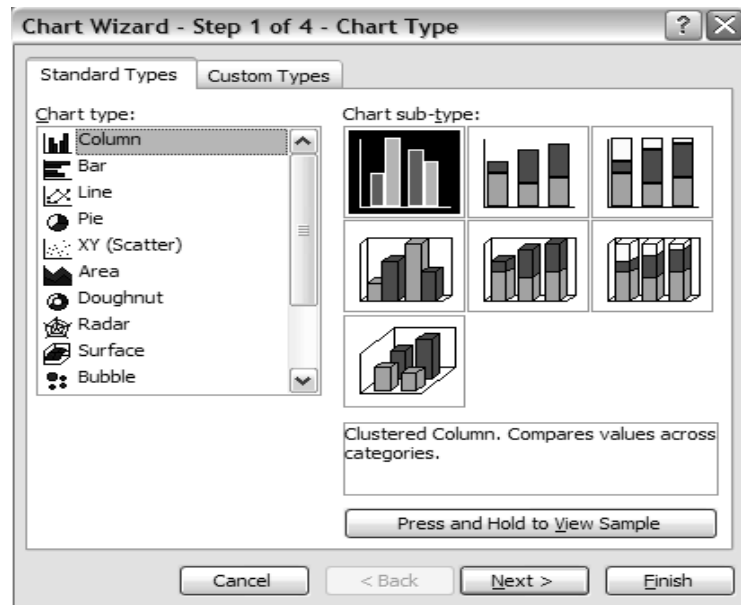 Chart Wizard - Step 1 of 4 - Chart Type
Standard Types
Custom Types
Chart type:
Column
Bar
Line
Pie
XY (Scatter)
Area
Doughnut
Radar
Surface
Bubble
Chart sub-type:
Clustered Column. Compares values across
categories.
Press and Hold to View Sample
Cancel
< Back
Next >
Finish